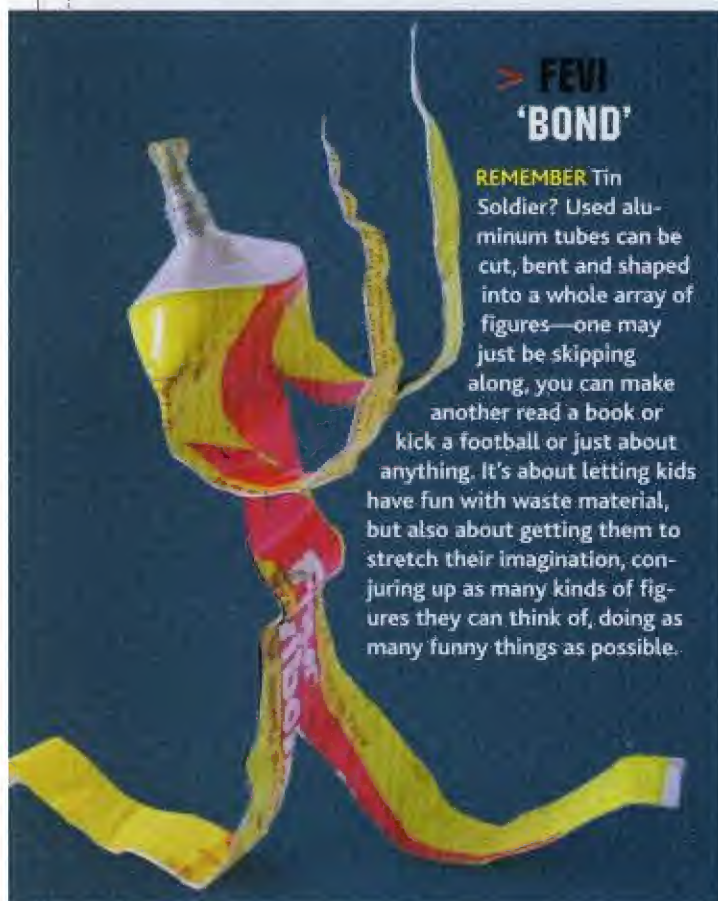 > FEVI
‘BOND’
REMEMBER Tin
Soldier? Used alu-
minum tubes can be
cut, bent and shaped
into a whole array of
figures—one may
just be skipping
along, you can make
another read a book or
kick a football or just about
anything. It’s about letting kids
have fun with waste material,
but also about getting them to
stretch their imagination, con-
juring up as many kinds of fig-
ures they can think of, doing as
many funny things as possible.